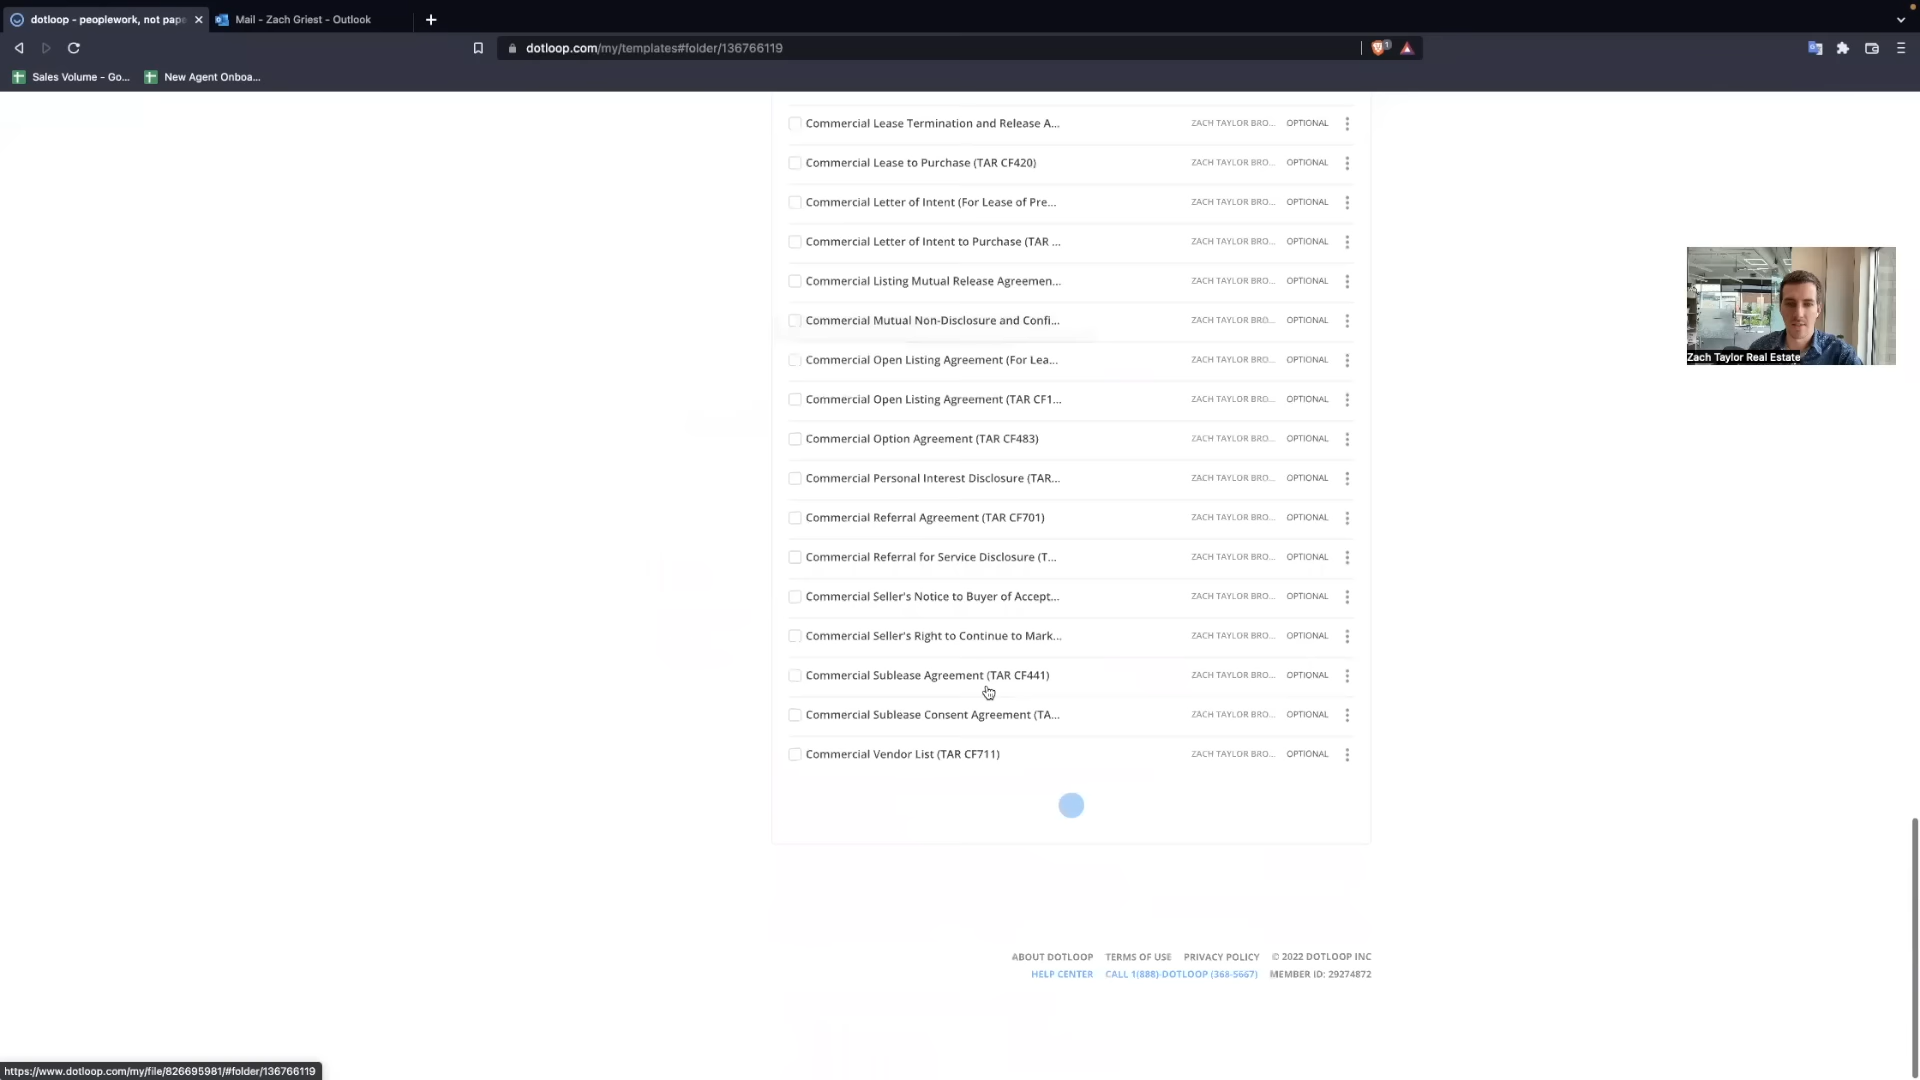 dotloop - peoplework, not pap
Mail - Zach Griest - Outlook
dotloop.com/my/templates#folder/136766119
1
Sales Volume - Go...
New Agent Onboa...
Commercial Lease Termination and Release A... ZACH TAYLOR BRO... OPTIONAL
Commercial Lease to Purchase (TAR CF420) ZACH TAYLOR BRO... OPTIONAL
Commercial Letter of Intent (For Lease of Pre... ZACH TAYLOR BRO... OPTIONAL
Commercial Letter of Intent to Purchase (TAR ... ZACH TAYLOR BRO... OPTIONAL
Commercial Listing Mutual Release Agreemen... ZACH TAYLOR BRO... OPTIONAL
Commercial Mutual Non-Disclosure and Confi... ZACH TAYLOR BRO... OPTIONAL
Commercial Open Listing Agreement (For Lea... ZACH TAYLOR BRO... OPTIONAL
Commercial Open Listing Agreement (TAR CF1... ZACH TAYLOR BRO... OPTIONAL
Commercial Option Agreement (TAR CF483) ZACH TAYLOR BRO... OPTIONAL
Commercial Personal Interest Disclosure (TAR... ZACH TAYLOR BRO... OPTIONAL
Commercial Referral Agreement (TAR CF701) ZACH TAYLOR BRO... OPTIONAL
Commercial Referral for Service Disclosure (T... ZACH TAYLOR BRO... OPTIONAL
Commercial Seller's Notice to Buyer of Accept... ZACH TAYLOR BRO... OPTIONAL
Commercial Seller's Right to Continue to Mark... ZACH TAYLOR BRO... OPTIONAL
Commercial Sublease Agreement (TAR CF441) ZACH TAYLOR BRO... OPTIONAL
Commercial Sublease Consent Agreement (TA... ZACH TAYLOR BRO... OPTIONAL
Commercial Vendor List (TAR CF711) ZACH TAYLOR BRO... OPTIONAL
Zach Taylor Real Estate
ABOUT DOTLOOP TERMS OF USE PRIVACY POLICY © 2022 DOTLOOP INC
HELP CENTER CALL 1(888)-DOTLOOP (368-5667) MEMBER ID: 29274872
https://www.dotloop.com/my/file/826695981/#folder/136766119